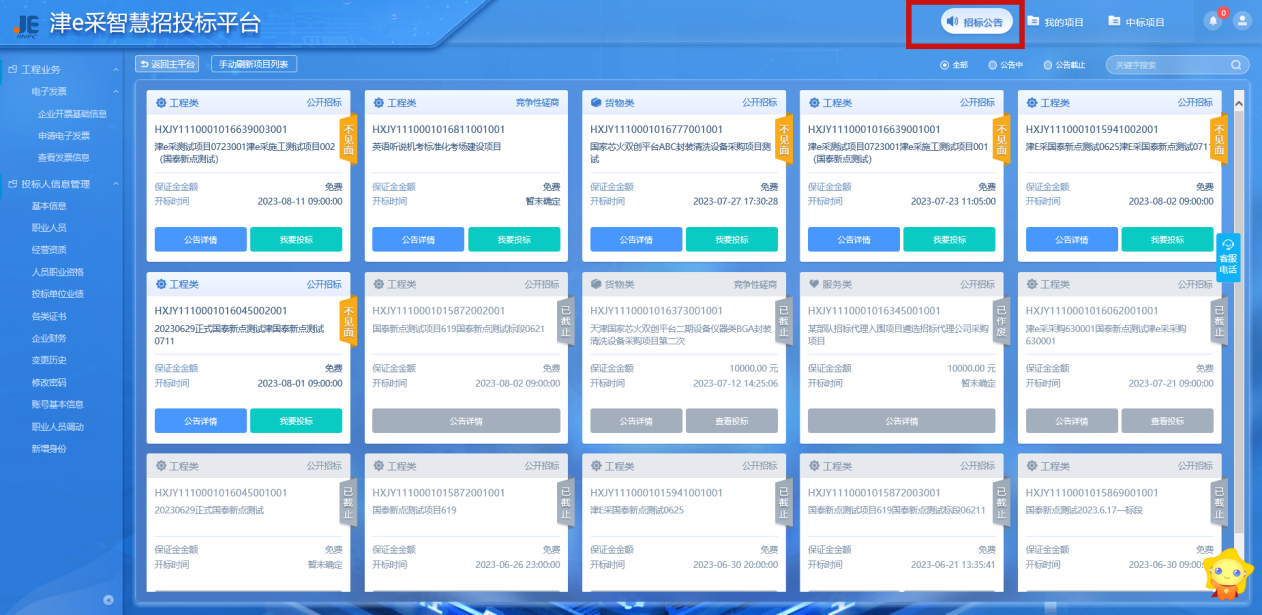 JE
JINPC
津e采智慧招投标平台
招标公告
我的项目
中标项目
0
工程业务
电子发票
企业开票基础信息
申请电子发票
查看发票信息
投标人信息管理
基本信息
职业人员
经营资质
人员职业资格
投标单位业绩
各类证书
企业财务
变更历史
修改密码
账号基本信息
职业人员调动
新增身份
返回主平台
手动刷新项目列表
全部
公告中
公告截止
关键字搜索
工程类 公开招标
HXJY1110001016639003001
津e采测试项目0723001津e采施工测试项目002
(国泰新点测试)
不见面
保证金金额 免费
开标时间 2023-08-11 09:00:00
公告详情 我要投标
工程类 竞争性磋商
HXJY1110001016811001001
英语听说机考标准化考场建设项目
保证金金额 免费
开标时间 暂未确定
公告详情 我要投标
货物类 公开招标
HXJY1110001016777001001
国家芯火双创平台ABC封装清洗设备采购项目测
试
不见面
保证金金额 免费
开标时间 2023-07-27 17:30:28
公告详情 我要投标
工程类 公开招标
HXJY1110001016639001001
津e采测试项目0723001津e采施工测试项目001
(国泰新点测试)
不见面
保证金金额 免费
开标时间 2023-07-23 11:05:00
公告详情 我要投标
工程类 公开招标
HXJY1110001015941002001
津E采国泰新点测试0625津E采国泰新点测试071
不见面
保证金金额 免费
开标时间 2023-08-02 09:00:00
公告详情 我要投标
客服
电话
工程类 公开招标
HXJY1110001016045002001
20230629正式国泰新点测试津国泰新点测试
0711
不见面
保证金金额 免费
开标时间 2023-08-01 09:00:00
公告详情 我要投标
工程类 公开招标
HXJY1110001015872002001
国泰新点测试项目619国泰新点测试标段0621
已截止
保证金金额 免费
开标时间 2023-08-02 09:00:00
公告详情
货物类 竞争性磋商
HXJY1110001016373001001
天津国家芯火双创平台二期设备仪器类BGA封装
清洗设备采购项目第二次
已截止
保证金金额 10000.00 元
开标时间 2023-07-12 14:25:06
公告详情 查看投标
服务类 公开招标
HXJY1110001016345001001
某部队招标代理入围项目遴选招标代理公司采购
项目
已作废
保证金金额 10000.00 元
开标时间 暂未确定
公告详情
工程类 公开招标
HXJY1110001016062001001
津e采采购630001国泰新点测试津e采采购
630001
已截止
保证金金额 免费
开标时间 2023-07-21 09:00:00
公告详情 查看投标
工程类 公开招标
HXJY1110001016045001001
20230629正式国泰新点测试
已截止
保证金金额 免费
开标时间 暂未确定
工程类 公开招标
HXJY1110001015872001001
国泰新点测试项目619
已截止
保证金金额 免费
开标时间 2023-06-26 23:00:00
工程类 公开招标
HXJY1110001015941001001
津E采国泰新点测试0625
已截止
保证金金额 免费
开标时间 2023-06-30 20:00:00
工程类 公开招标
HXJY1110001015872003001
国泰新点测试项目619国泰新点测试标段06211
已截止
保证金金额 免费
开标时间 2023-06-21 13:35:41
工程类 公开招标
HXJY1110001015869001001
国泰新点测试2023.6.17一标段
已截止
保证金金额 免费
开标时间 2023-06-30 09:00: